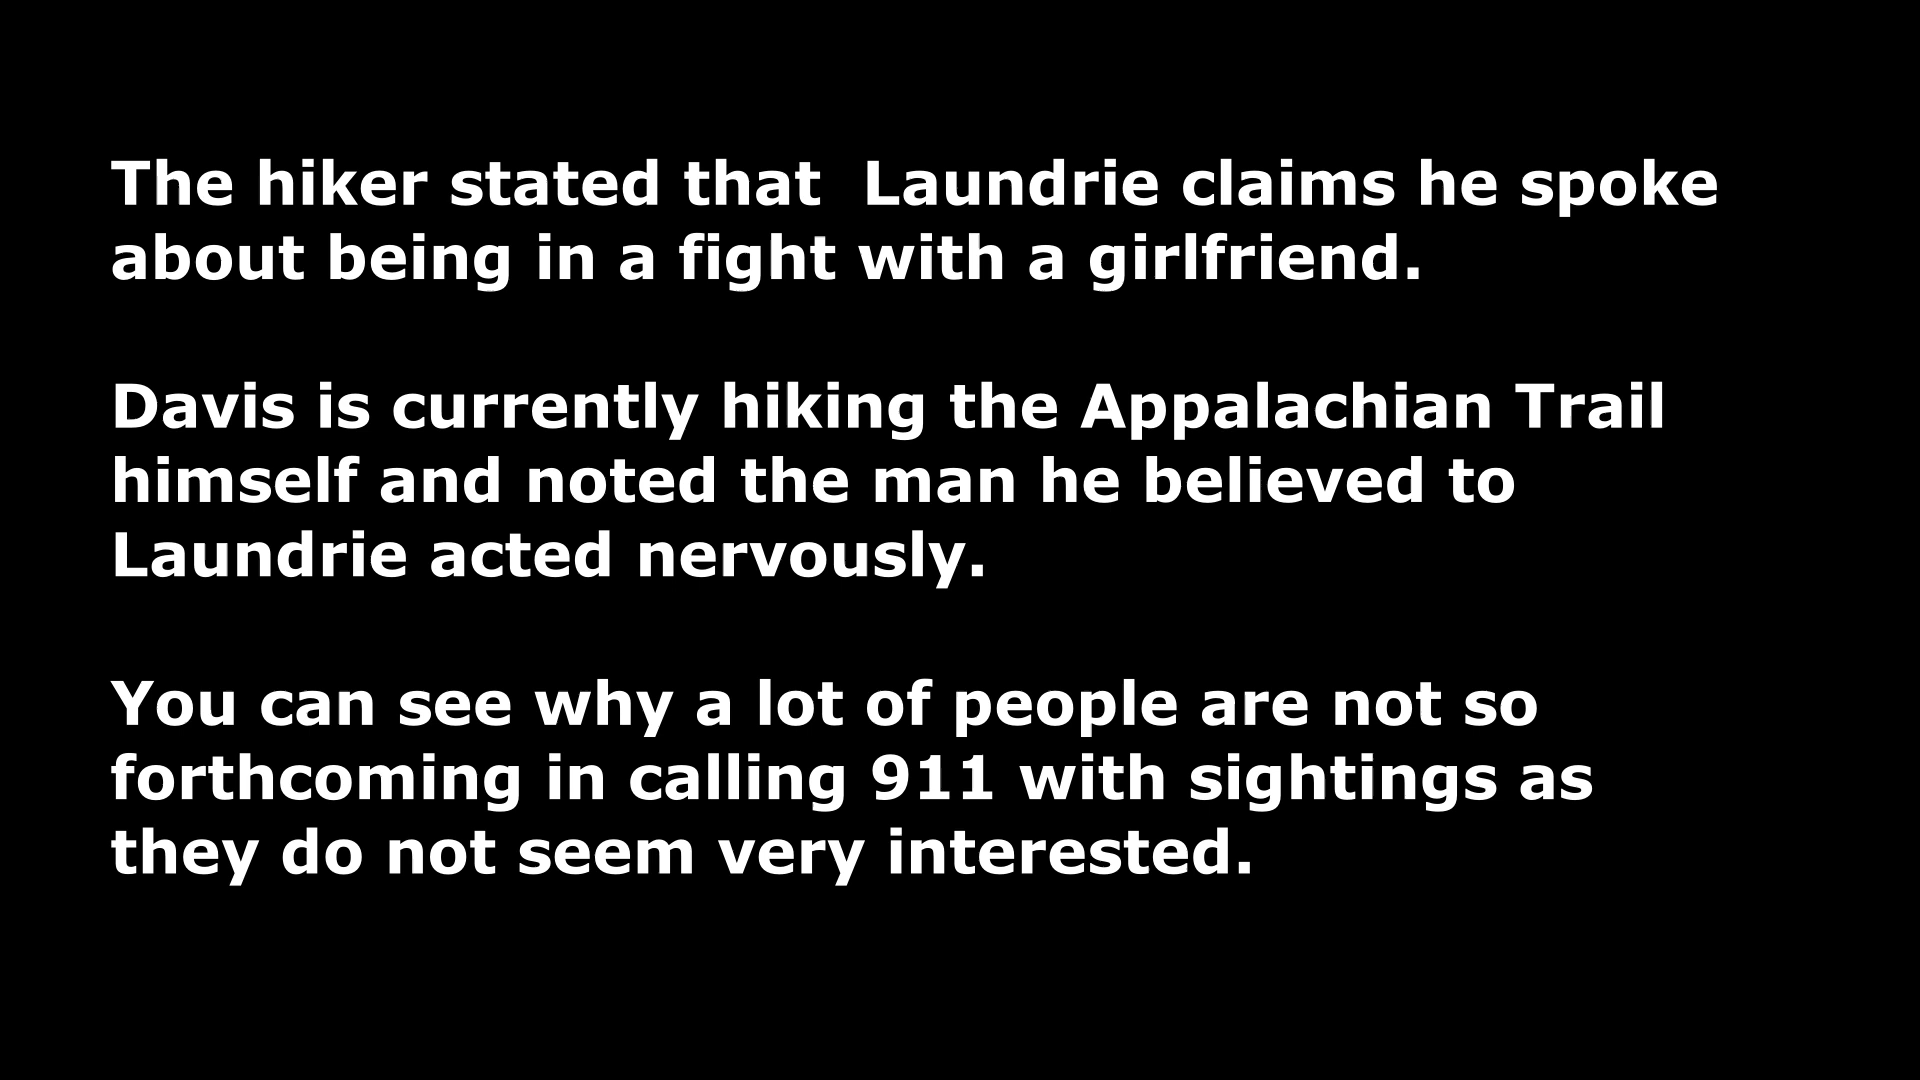 The hiker stated that  Laundrie claims he spoke
about being in a fight with a girlfriend.
Davis is currently hiking the Appalachian Trail
himself and noted the man he believed to
Laundrie acted nervously.
You can see why a lot of people are not so
forthcoming in calling 911 with sightings as
they do not seem very interested.